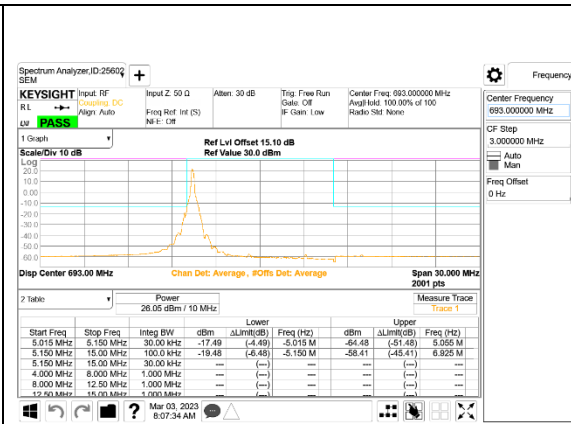 Spectrum Analyzer,ID:25602
SEM
Frequency
KEYSIGHT Input: RF Input Z: 50 Ω Atten: 30 dB Trig: Free Run Center Freq: 693.000000 MHz
RL Coupling: DC Gate: Off Avg|Hold: 100.00% of 100
Align: Auto Freq Ref: Int (S) IF Gain: Low Radio Std: None
LW PASS NFE: Off
Center Frequency
693.000000 MHz
CF Step
3.000000 MHz
Auto
Man
Freq Offset
0 Hz
1 Graph
Ref Lvl Offset 15.10 dB
Scale/Div 10 dB Ref Value 30.0 dBm
Log
20.0
10.0
0.00
-10.0
-20.0
-30.0
-40.0
-50.0
-60.0
Disp Center 693.00 MHz Chan Det: Average, #Offs Det: Average Span 30.000 MHz
2001 pts
2 Table Power Measure Trace
26.05 dBm / 10 MHz Trace 1
Lower Upper
Start Freq Stop Freq Integ BW dBm ΔLimit(dB) Freq (Hz) dBm ΔLimit(dB) Freq (Hz)
5.015 MHz 5.150 MHz 30.00 kHz -17.49 (-4.49) -5.015 M -64.48 (-51.48) 5.055 M
5.150 MHz 15.00 MHz 100.0 kHz -19.48 (-6.48) -5.150 M -58.41 (-45.41) 6.925 M
5.150 MHz 15.00 MHz 30.00 kHz --- (---) --- (---)
4.000 MHz 8.000 MHz 1.000 MHz --- (---) --- (---)
8.000 MHz 12.50 MHz 1.000 MHz --- (---) --- (---)
12.50 MHz 15.00 MHz 1.000 MHz --- (---) --- (---)
Mar 03, 2023
8:07:34 AM